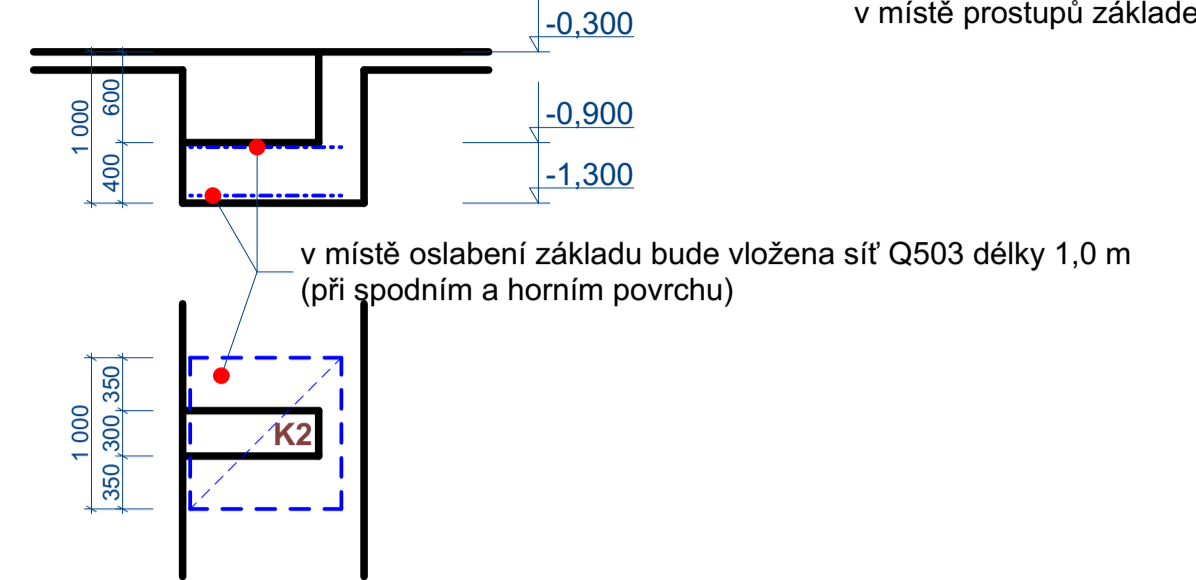 v místě prostupů základe
-0,300
600
1 000
-0,900
400
-1,300
v místě oslabení základu bude vložena síť Q503 délky 1,0 m
(při spodním a horním povrchu)
350
1 000
300
K2
350